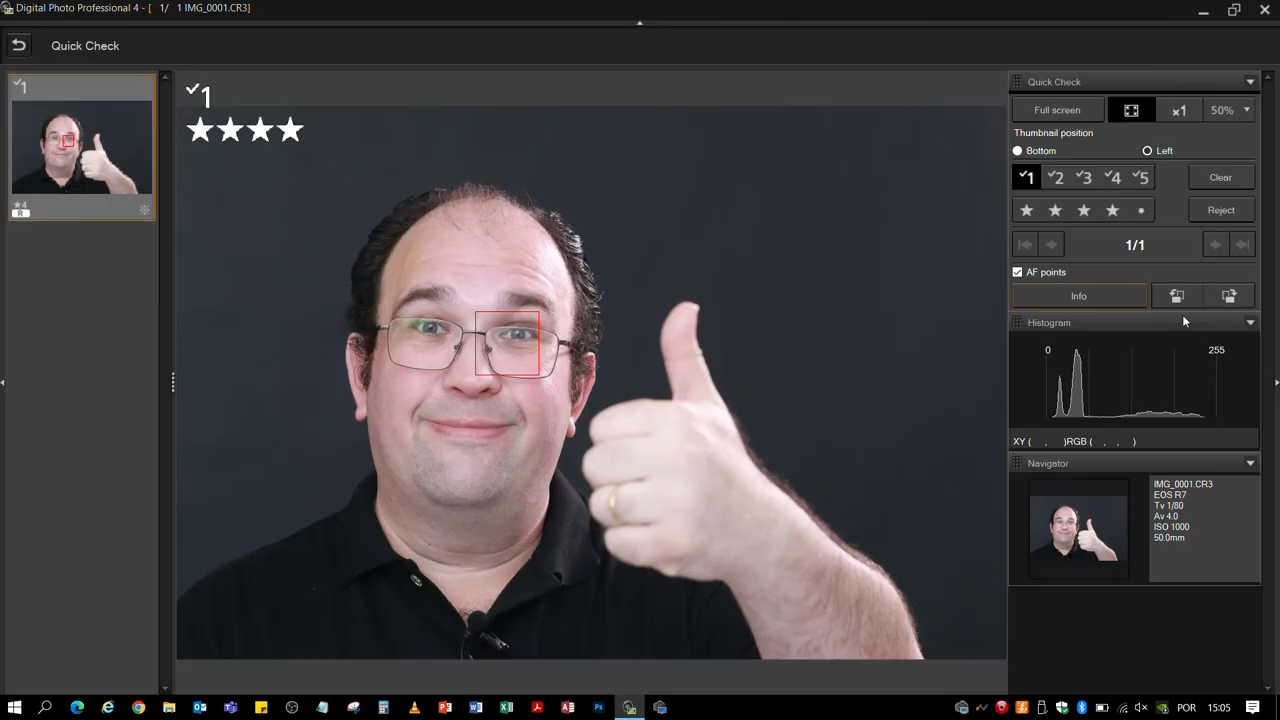 Digital Photo Professional 4 - [ 1/ 1 IMG_0001.CR3]
Quick Check
1
★4
R
1
★★★★
Quick Check
Full screen
x1
50%
Thumbnail position
Bottom
Left
1 2 3 4 5
Clear
Reject
1/1
AF points
Info
Histogram
0
255
XY ( , )RGB ( , , )
Navigator
IMG_0001.CR3
EOS R7
Tv 1/80
Av 4.0
ISO 1000
50.0mm
POR
15:05